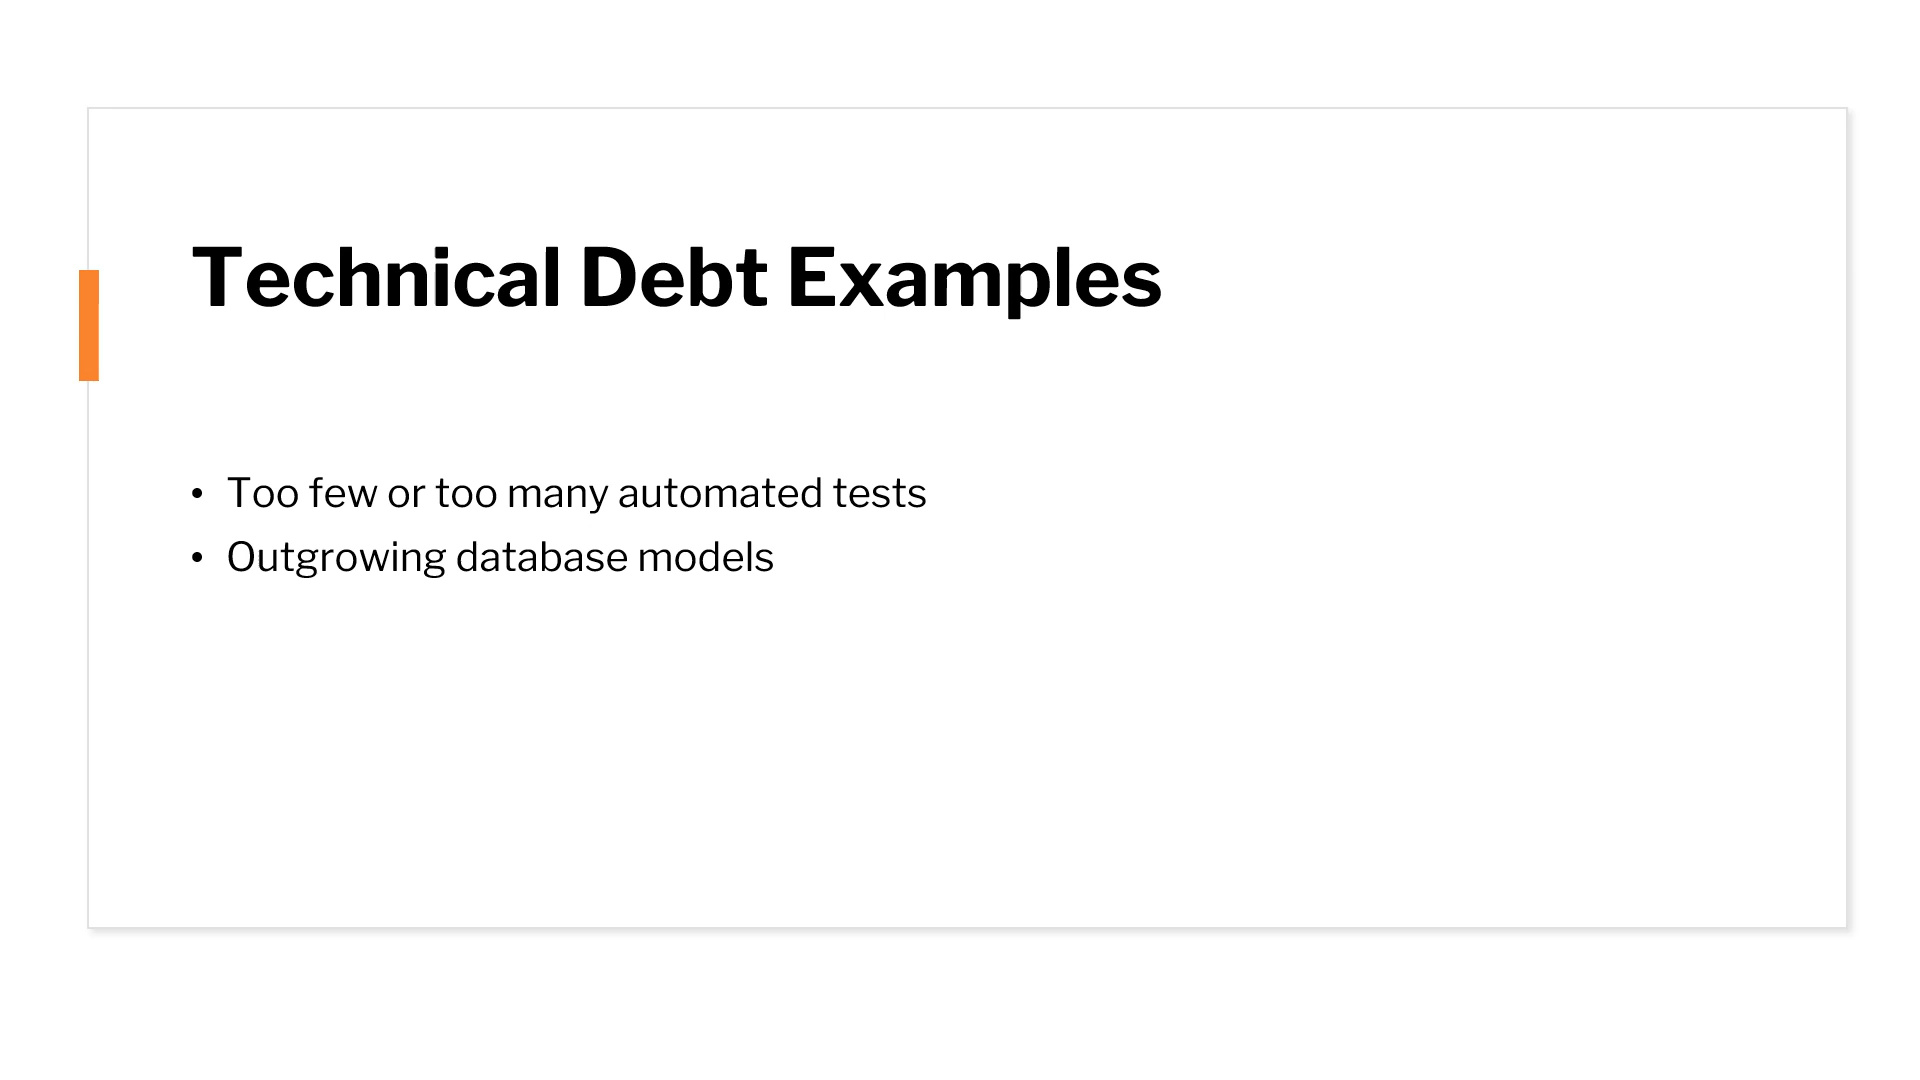 Technical Debt Examples
• Too few or too many automated tests
• Outgrowing database models